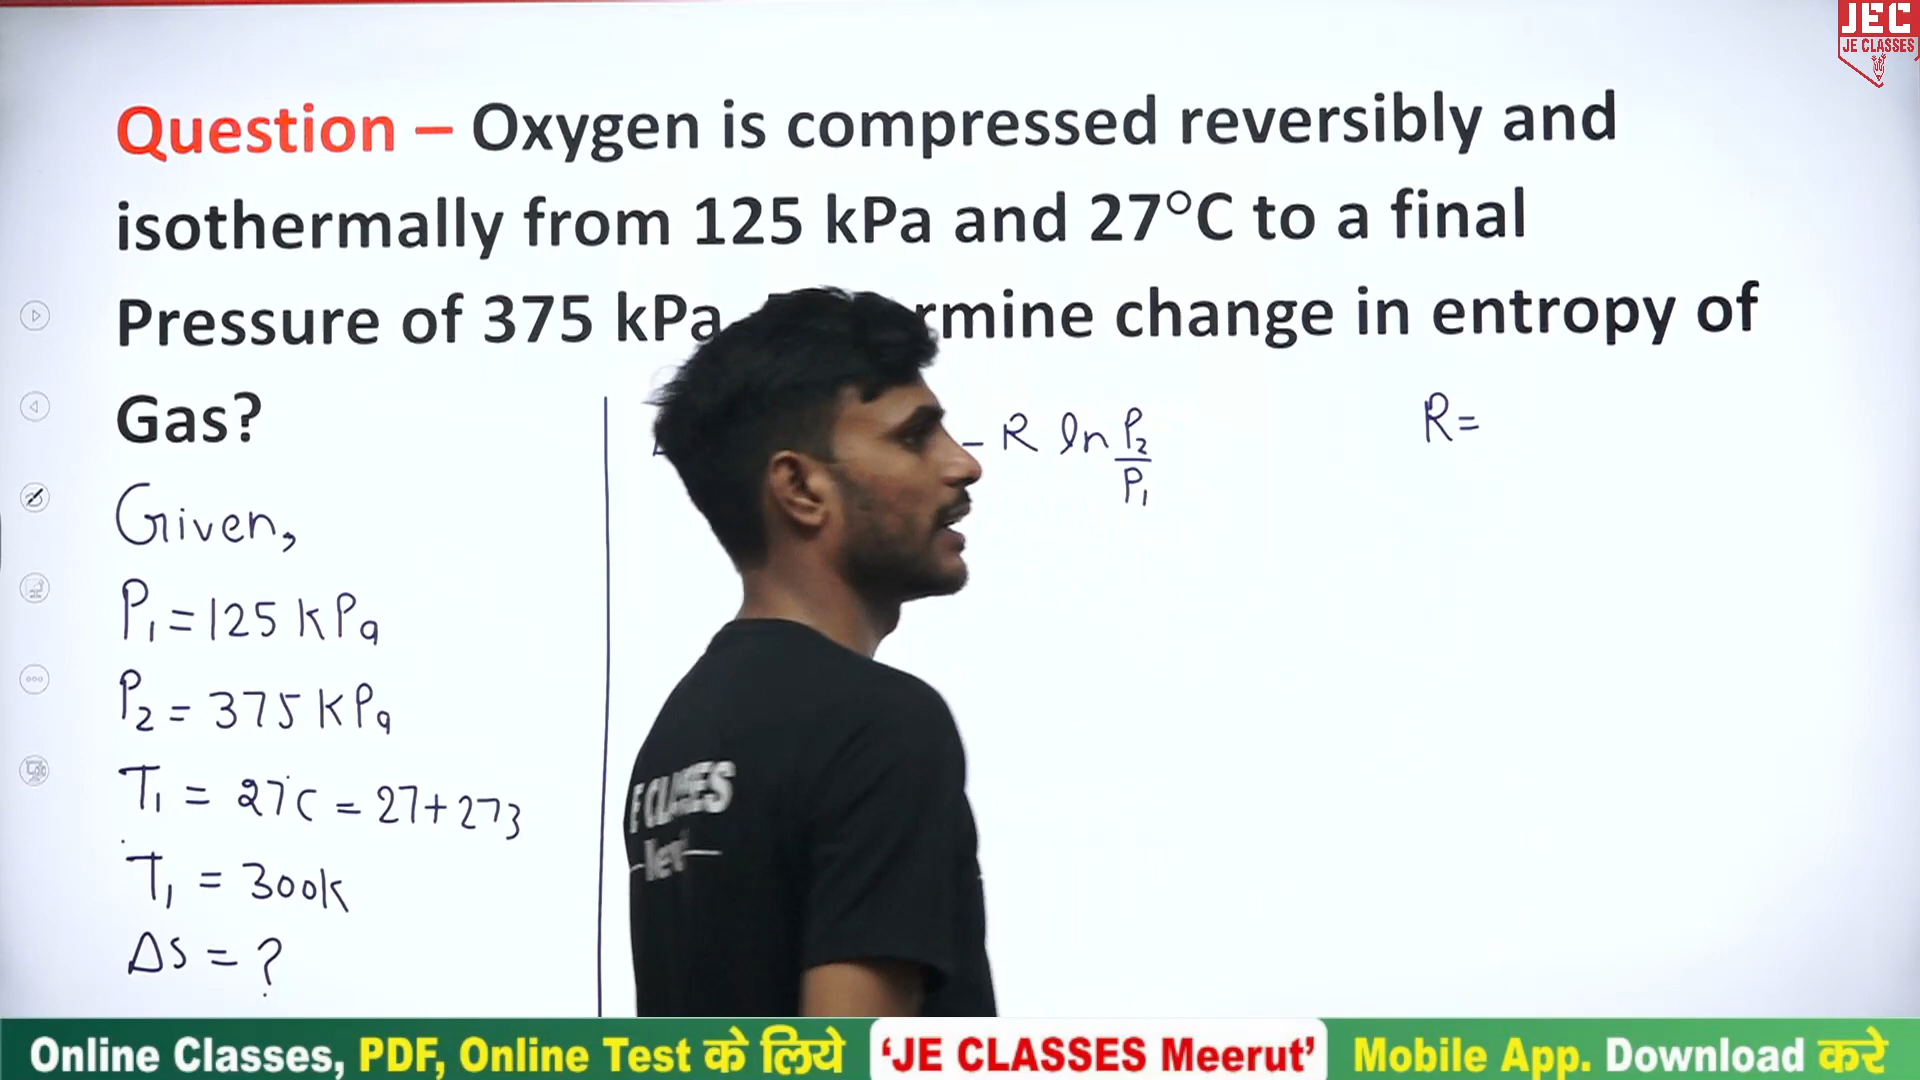 JEC
JE CLASSES
Question – Oxygen is compressed reversibly and
isothermally from 125 kPa and 27°C to a final
Pressure of 375 kPa rmine change in entropy of
Gas?
– R ln P₂/P₁
R=
Given,
P₁ = 125 kPa
P₂ = 375 kPa
T₁ = 27°C = 27+273
T₁ = 300k
ΔS = ?
E CLASSES
Online Classes, PDF, Online Test के लिये 'JE CLASSES Meerut' Mobile App. Download करे